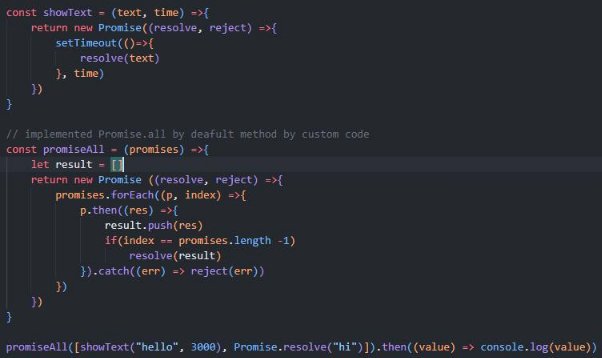 const showText = (text, time) =>{
    return new Promise((resolve, reject) =>{
        setTimeout(()=>{
            resolve(text)
        }, time)
    })
}
// implemented Promise.all by deafult method by custom code
const promiseAll = (promises) =>{
    let result = []
    return new Promise ((resolve, reject) =>{
        promises.forEach((p, index) =>{
            p.then((res) =>{
                result.push(res)
                if(index == promises.length -1)
                    resolve(result)
            }).catch((err) => reject(err))
        })
    })
}
promiseAll([showText("hello", 3000), Promise.resolve("hi")]).then((value) => console.log(value))